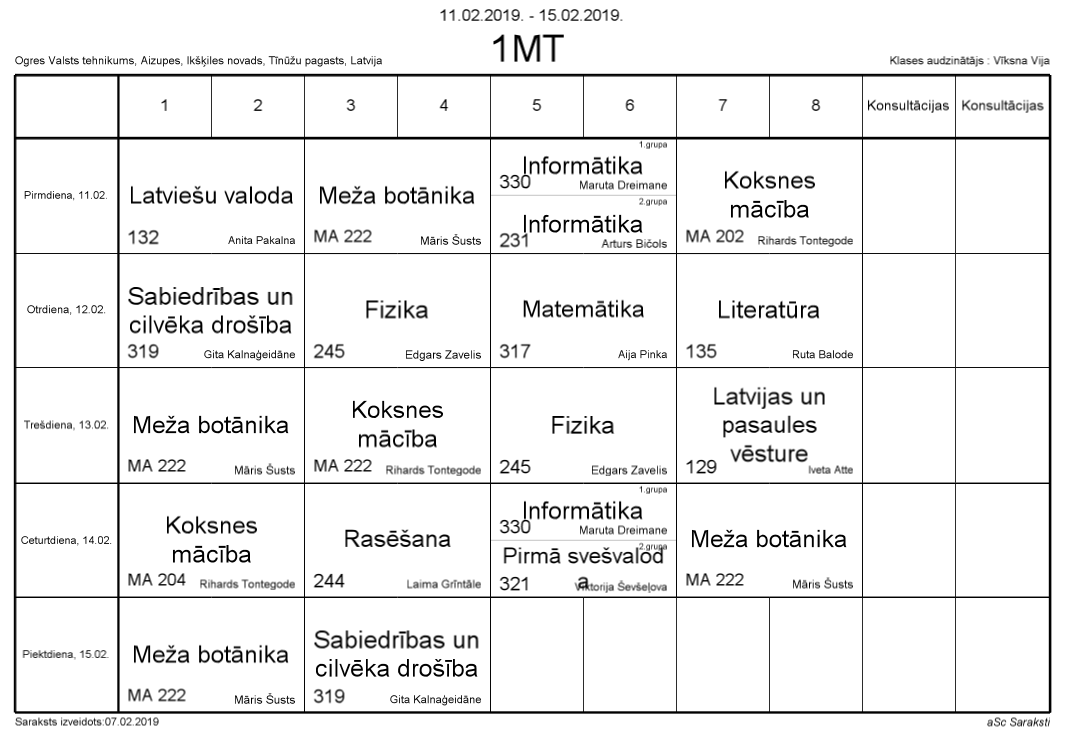 11.02.2019. - 15.02.2019.
1MT
Ogres Valsts tehnikums, Aizupes, Ikšķiles novads, Tīnūžu pagasts, Latvija
Klases audzinātājs : Vīksna Vija
1 2 3 4 5 6 7 8 Konsultācijas Konsultācijas
Pirmdiena, 11.02.
Latviešu valoda
132 Anita Pakalna
Meža botānika
MA 222 Māris Šusts
1.grupa
Informātika
330 Maruta Dreimane
2.grupa
Informātika
231 Arturs Bičols
Koksnes
mācība
MA 202 Rihards Tontegode
Otrdiena, 12.02.
Sabiedrības un
cilvēka drošība
319 Gita Kalnaģeidāne
Fizika
245 Edgars Zavelis
Matemātika
317 Aija Pinka
Literatūra
135 Ruta Balode
Trešdiena, 13.02.
Meža botānika
MA 222 Māris Šusts
Koksnes
mācība
MA 222 Rihards Tontegode
Fizika
245 Edgars Zavelis
Latvijas un
pasaules
vēsture
129 Iveta Atte
Ceturtdiena, 14.02.
Koksnes
mācība
MA 204 Rihards Tontegode
Rasēšana
244 Laima Grīntāle
1.grupa
Informātika
330 Maruta Dreimane
2.grupa
Pirmā svešvalod
a
321 Viktorija Ševšeļova
Meža botānika
MA 222 Māris Šusts
Piektdiena, 15.02.
Meža botānika
MA 222 Māris Šusts
Sabiedrības un
cilvēka drošība
319 Gita Kalnaģeidāne
Saraksts izveidots:07.02.2019
aSc Saraksti